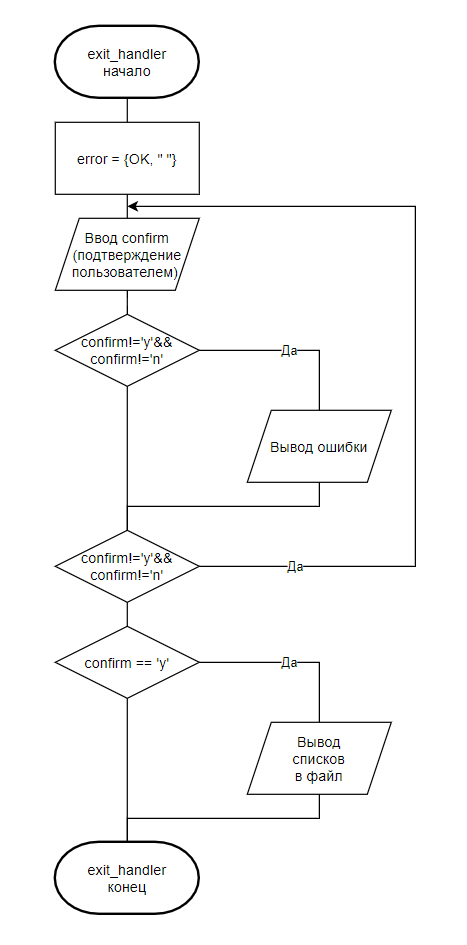 exit_handler
начало
error = {OK, " "}
Ввод confirm
(подтверждение
пользователем)
confirm!='y'&&
confirm!='n'
Да
Вывод ошибки
confirm!='y'&&
confirm!='n'
Да
confirm == 'y'
Да
Вывод
списков
в файл
exit_handler
конец